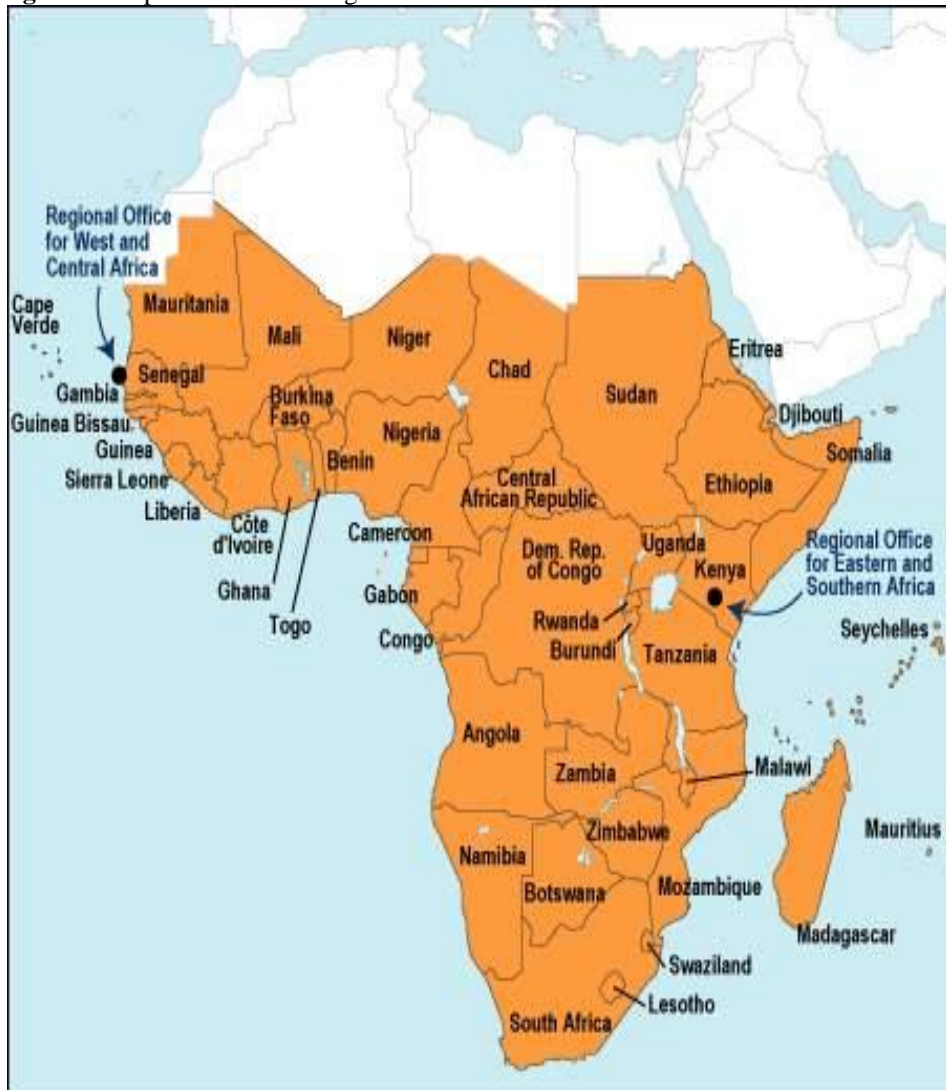 Regional Office
for West and
Central Africa
Cape
Verde
Mauritania
Mali
Niger
Chad
Sudan
Eritrea
Senegal
Gambia
Burkina
Faso
Djibouti
Guinea Bissau
Nigeria
Guinea
Benin
Somalia
Sierra Leone
Central
African Republic
Ethiopia
Liberia
Côte
d'Ivoire
Cameroon
Dem. Rep.
of Congo
Uganda
Kenya
Regional Office
for Eastern and
Southern Africa
Ghana
Gabón
Togo
Rwanda
Congo
Burundi
Tanzania
Seychelles
Angola
Zambia
Malawi
Zimbabwe
Mauritius
Namibia
Botswana
Mozambique
Madagascar
Swaziland
Lesotho
South Africa